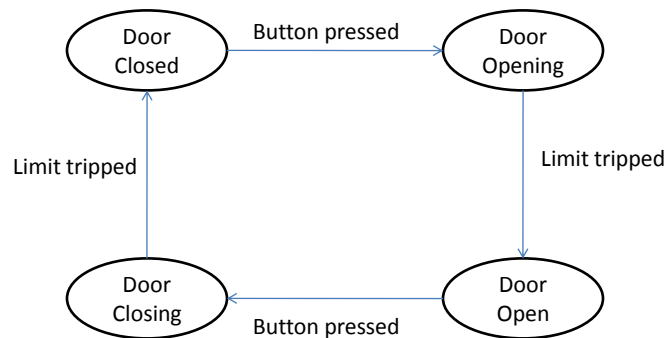 Door
Closed
Button pressed
Door
Opening
Limit tripped
Limit tripped
Door
Closing
Button pressed
Door
Open